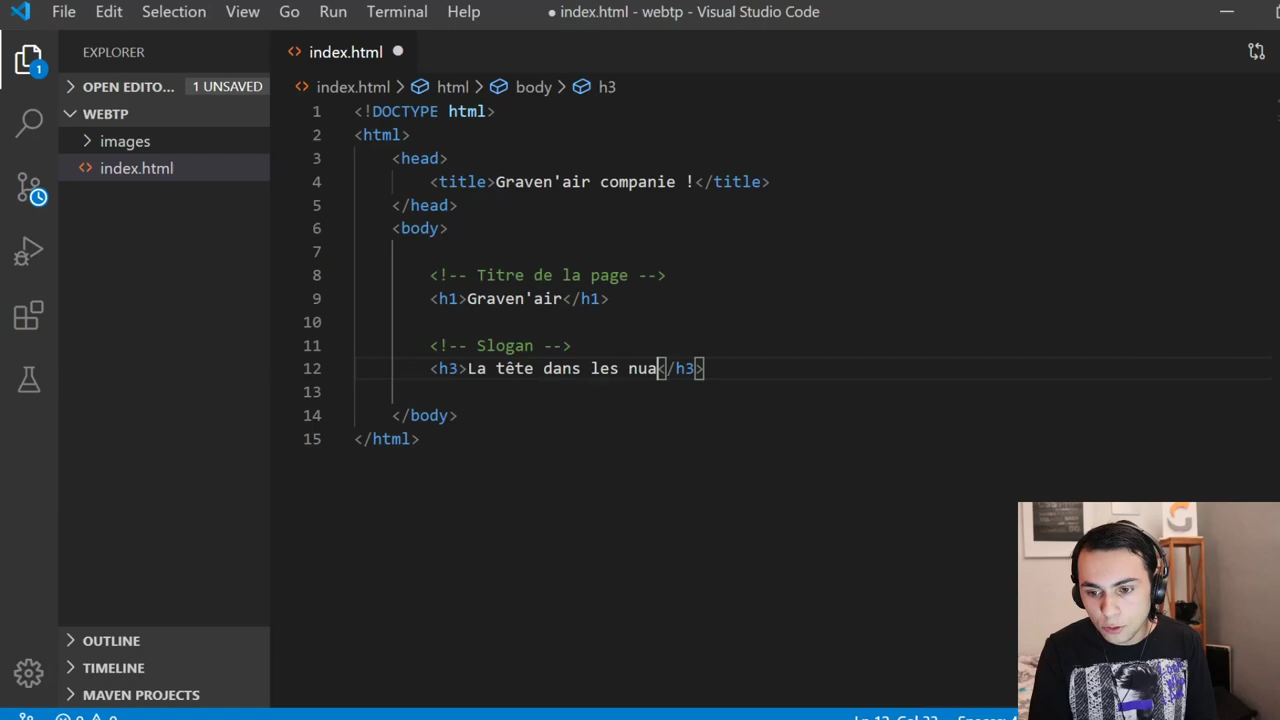 File Edit Selection View Go Run Terminal Help ● index.html - webtp - Visual Studio Code
EXPLORER
index.html
OPEN EDITO... 1 UNSAVED
index.html > html > body > h3
WEBTP
images
index.html
1
1 <!DOCTYPE html>
2 <html>
3 <head>
4 <title>Graven'air companie !</title>
5 </head>
6 <body>
7
8 <!-- Titre de la page -->
9 <h1>Graven'air</h1>
10
11 <!-- Slogan -->
12 <h3>La tête dans les nua</h3>
13
14 </body>
15 </html>
OUTLINE
TIMELINE
MAVEN PROJECTS